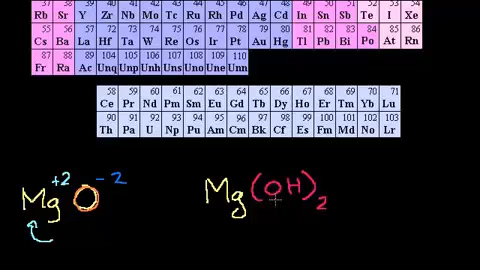 37 38 39 40 41 42 43 44 45 46 47 48 49 50 51 52 53 54
Rb Sr Y Zr Nb Mo Tc Ru Rh Pd Ag Cd In Sn Sb Te I Xe
55 56 57 72 73 74 75 76 77 78 79 80 81 82 83 84 85 86
Cs Ba La Hf Ta W Re Os Ir Pt Au Hg Tl Pb Bi Po At Rn
87 88 89 104 105 106 107 108 109 110
Fr Ra Ac Unq Unp Unh Uns Uno Une Unn
58 59 60 61 62 63 64 65 66 67 68 69 70 71
Ce Pr Nd Pm Sm Eu Gd Tb Dy Ho Er Tm Yb Lu
90 91 92 93 94 95 96 97 98 99 100 101 102 103
Th Pa U Np Pu Am Cm Bk Cf Es Fm Md No Lr
Mg +2 O -2 Mg(OH)2